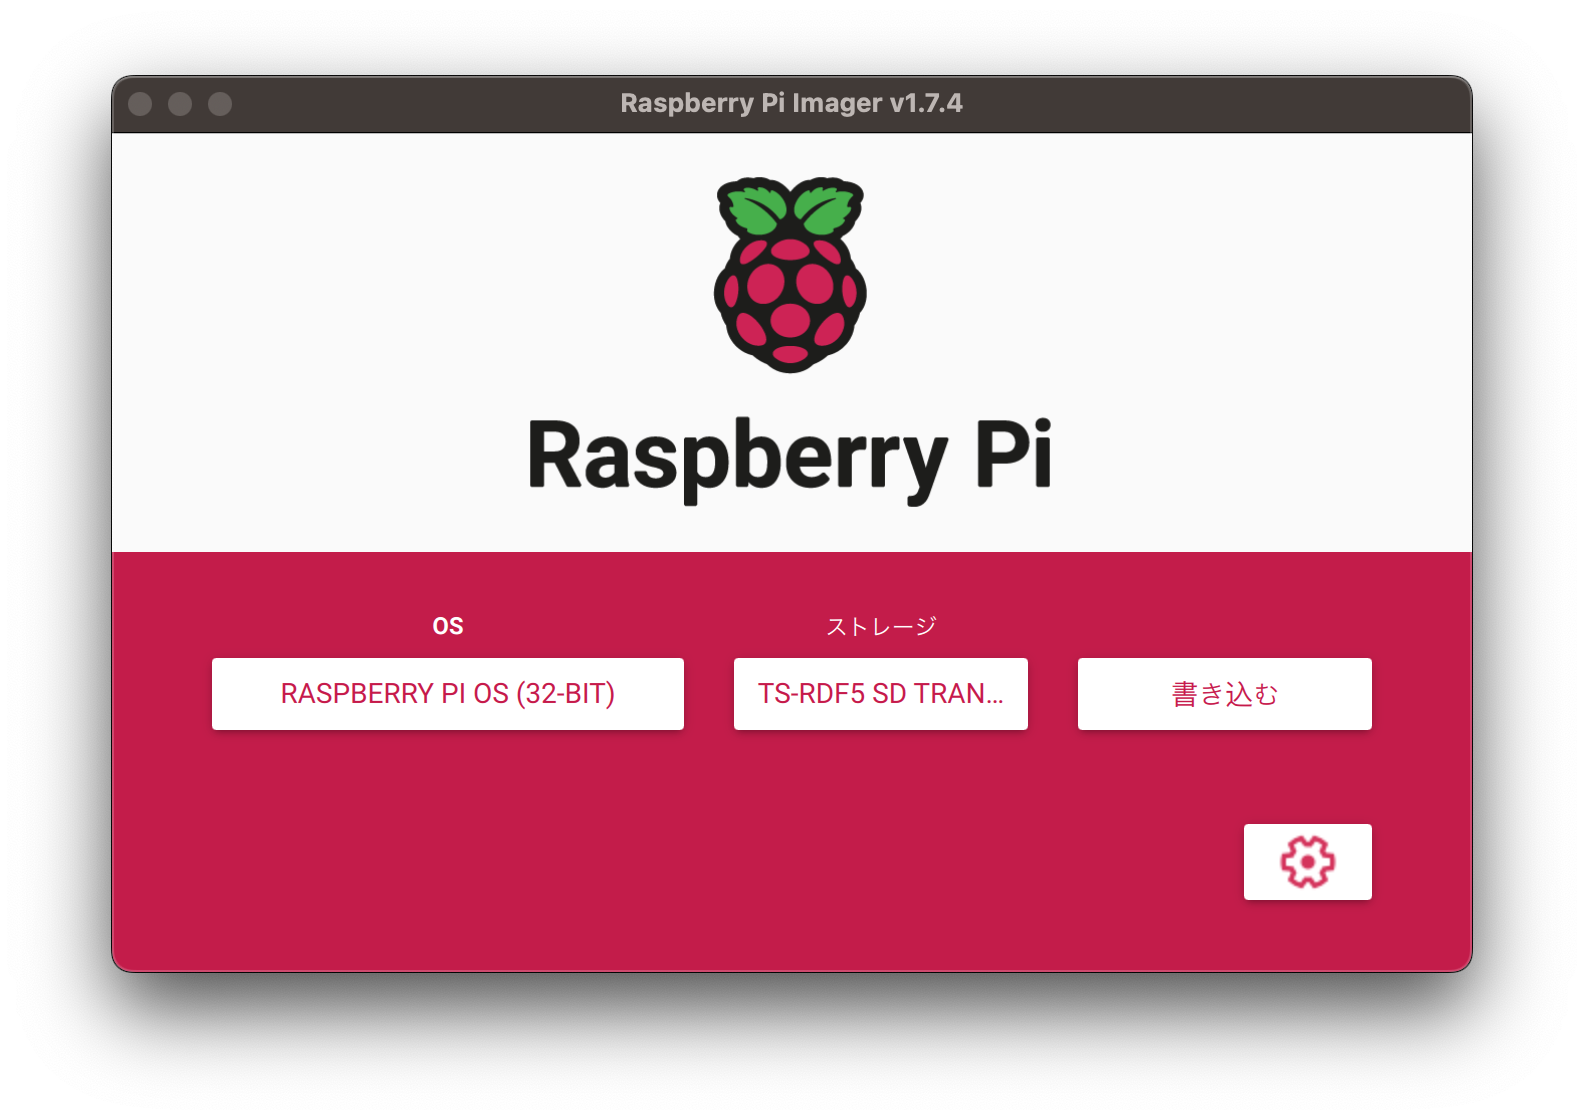 Raspberry Pi Imager v1.7.4
Raspberry Pi
OS
ストレージ
RASPBERRY PI OS (32-BIT)
TS-RDF5 SD TRAN...
書き込む